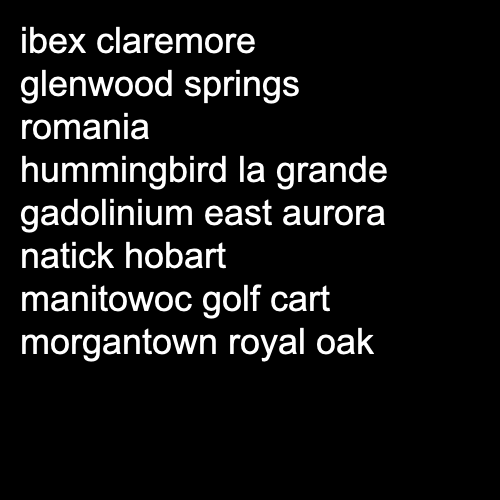 ibex claremore
glenwood springs
romania
hummingbird la grande
gadolinium east aurora
natick hobart
manitowoc golf cart
morgantown royal oak